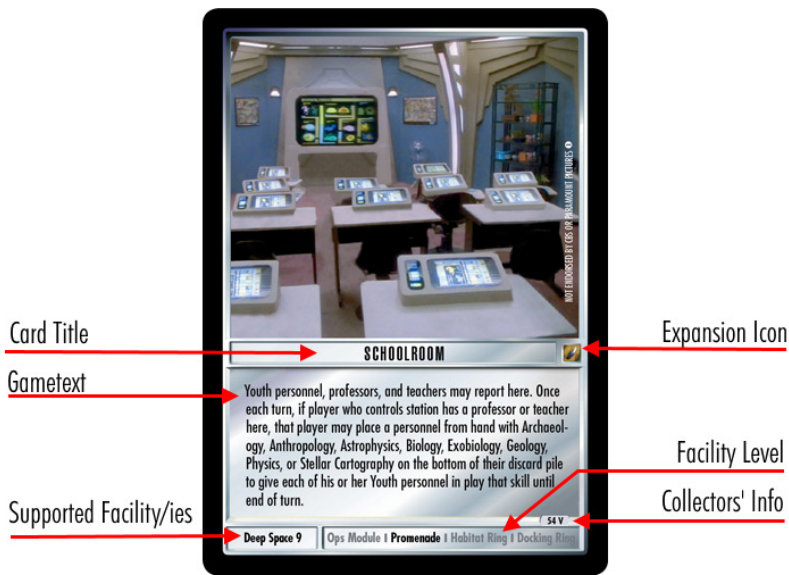 NOT ENDORSED BY CBS OR PARAMOUNT PICTURES
Card Title
Expansion Icon
SCHOOLROOM
Gametext
Youth personnel, professors, and teachers may report here. Once
each turn, if player who controls station has a professor or teacher
here, that player may place a personnel from hand with Archaeol-
ogy, Anthropology, Astrophysics, Biology, Exobiology, Geology,
Physics, or Stellar Cartography on the bottom of their discard pile
to give each of his or her Youth personnel in play that skill until
end of turn.
Facility Level
Collectors' Info
Supported Facility/ies
54 V
Deep Space 9
Ops Module I Promenade I Habitat Ring I Docking Ring